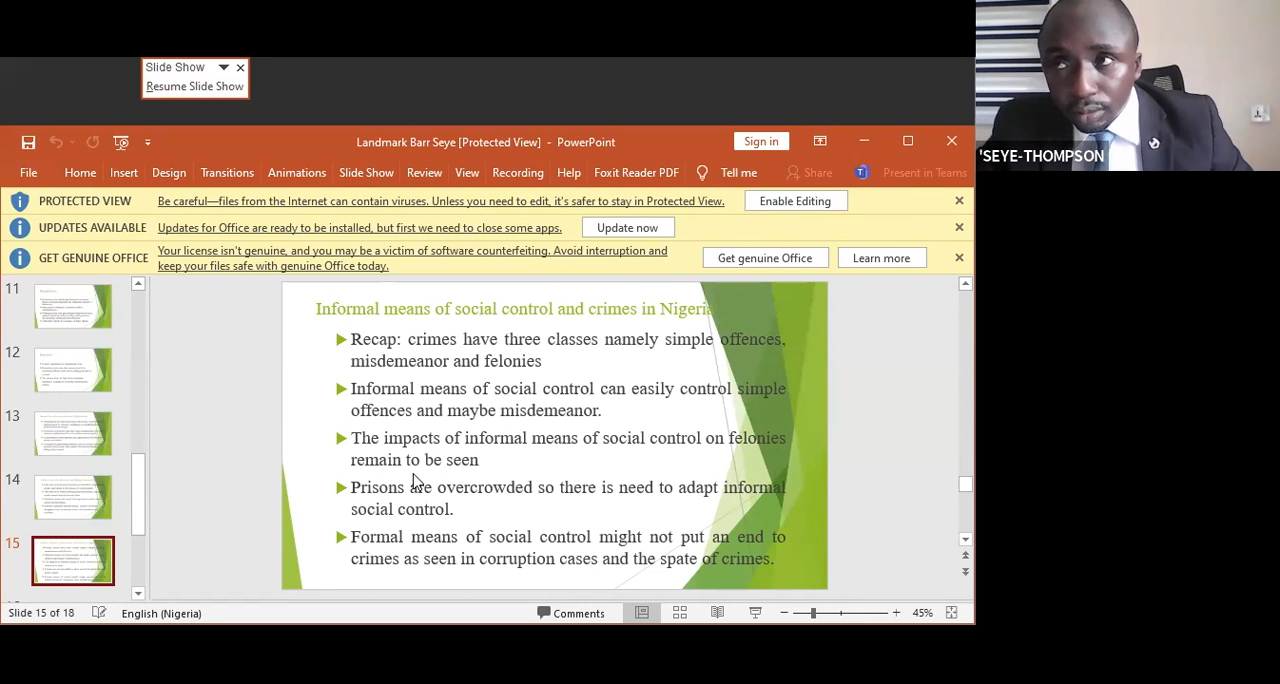 Slide Show
Resume Slide Show
Landmark Barr Seye [Protected View] - PowerPoint
Sign in
File Home Insert Design Transitions Animations Slide Show Review View Recording Help Foxit Reader PDF Tell me Share Present in Teams
PROTECTED VIEW Be careful—files from the Internet can contain viruses. Unless you need to edit, it's safer to stay in Protected View. Enable Editing
UPDATES AVAILABLE Updates for Office are ready to be installed, but first we need to close some apps. Update now
GET GENUINE OFFICE Your license isn't genuine, and you may be a victim of software counterfeiting. Avoid interruption and
keep your files safe with genuine Office today.
Get genuine Office Learn more
11
12
13
14
15
Informal means of social control and crimes in Nigeria
Recap: crimes have three classes namely simple offences,
misdemeanor and felonies
Informal means of social control can easily control simple
offences and maybe misdemeanor.
The impacts of informal means of social control on felonies
remain to be seen
Prisons are overcrowded so there is need to adapt informal
social control.
Formal means of social control might not put an end to
crimes as seen in corruption cases and the spate of crimes.
Slide 15 of 18 English (Nigeria) Comments 45%
'SEYE-THOMPSON